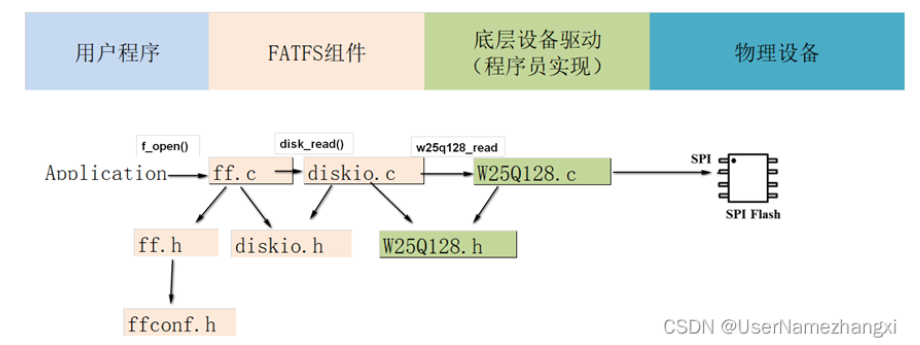 用户程序
FATFS组件
底层设备驱动
（程序员实现）
物理设备
f_open()
disk_read()
w25q128_read
Application
ff.c
diskio.c
W25Q128.c
SPI
SPI Flash
ff.h
diskio.h
W25Q128.h
ffconf.h
CSDN @UserNamezhangxi